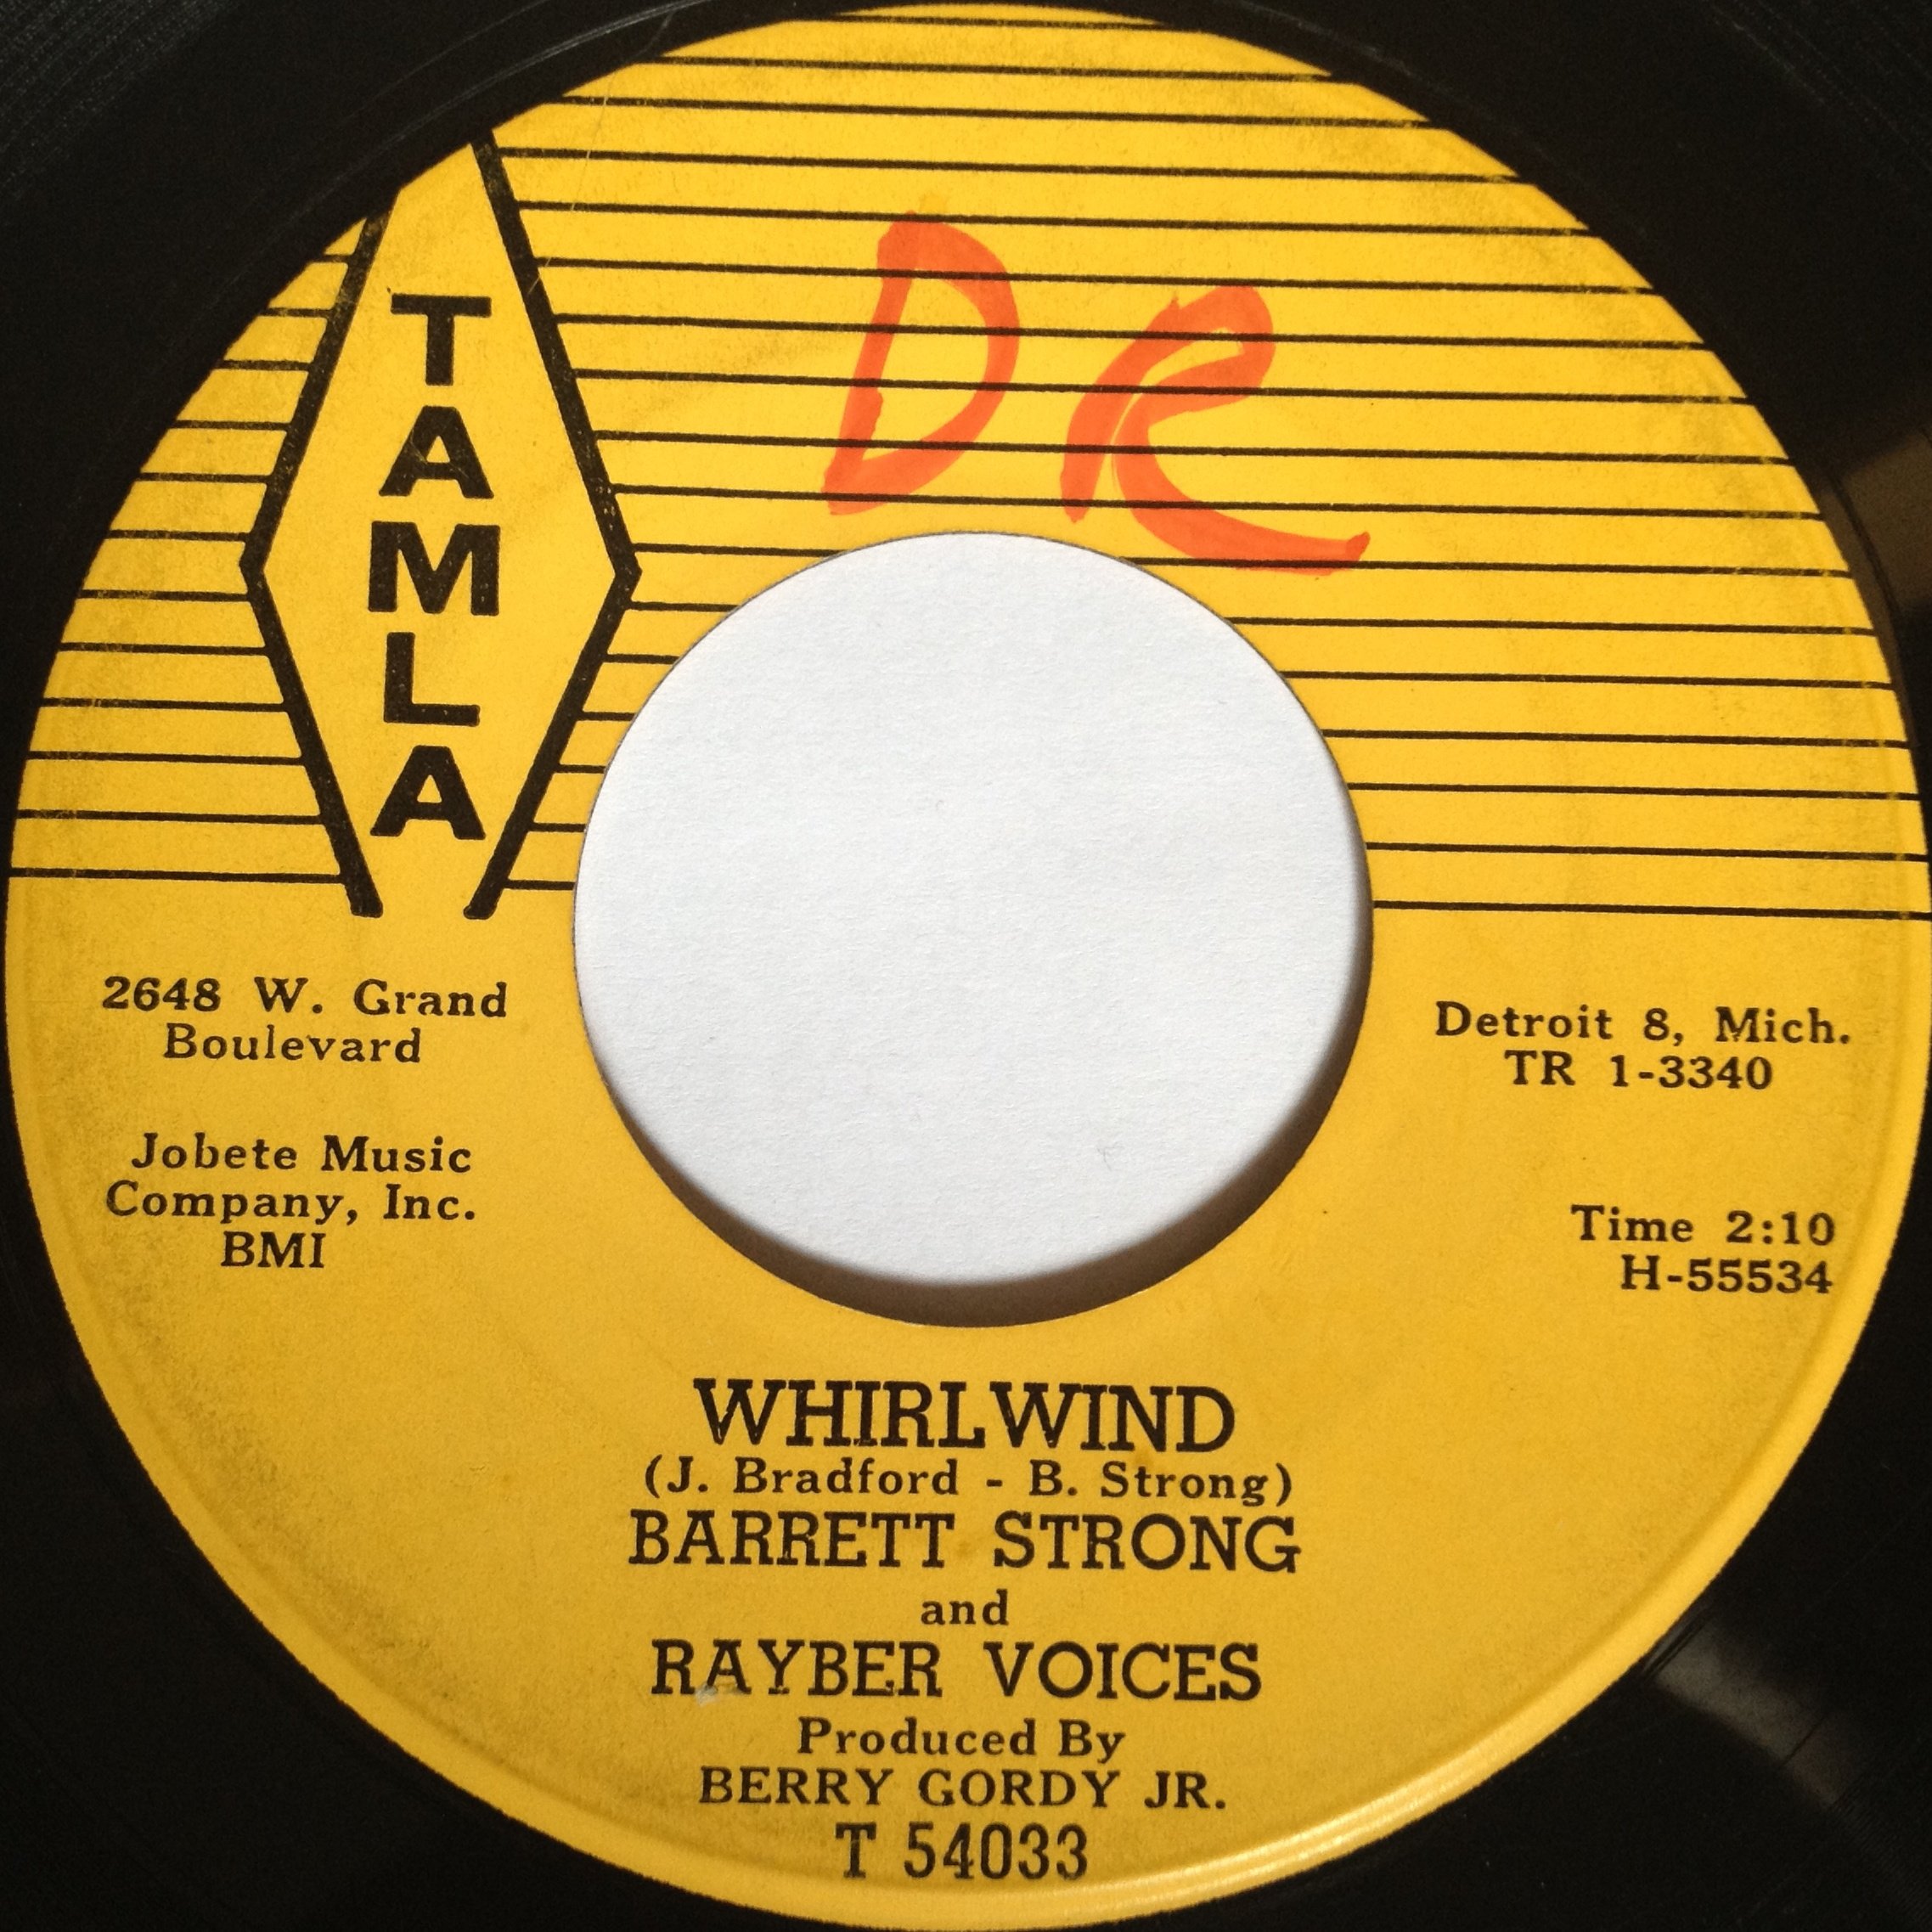 DR
TAMLA
2648 W. Grand
Boulevard
Detroit 8, Mich.
TR 1-3340
Jobete Music
Company, Inc.
BMI
Time 2:10
H-55534
WHIRLWIND
(J. Bradford - B. Strong)
BARRETT STRONG
and
RAYBER VOICES
Produced By
BERRY GORDY JR.
T 54033